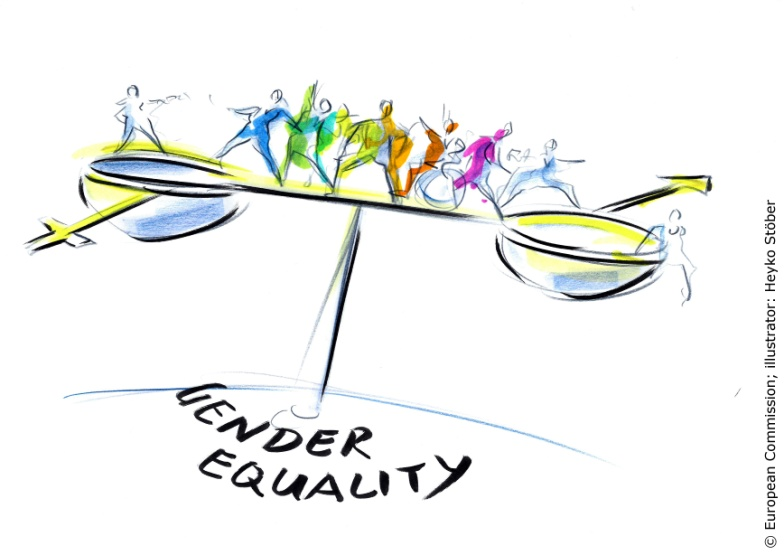 GENDER
EQUALITY
© European Commission; illustrator: Heyko Stöber